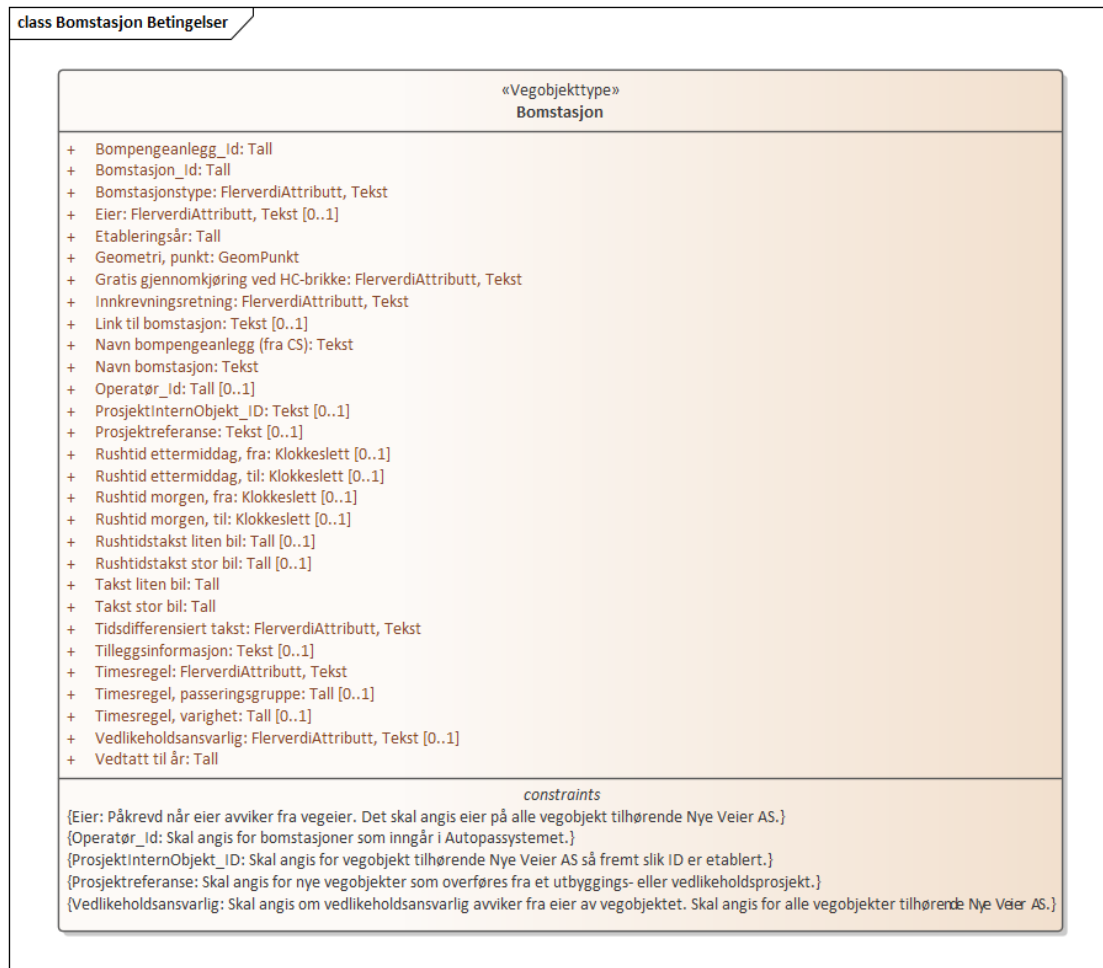 class Bomstasjon Betingelser
«Vegobjekttype»
Bomstasjon
+ Bompengeanlegg_Id: Tall
+ Bomstasjon_Id: Tall
+ Bomstasjonstype: FlerverdiAttributt, Tekst
+ Eier: FlerverdiAttributt, Tekst [0..1]
+ Etableringsår: Tall
+ Geometri, punkt: GeomPunkt
+ Gratis gjennomkjøring ved HC-brikke: FlerverdiAttributt, Tekst
+ Innkrevningsretning: FlerverdiAttributt, Tekst
+ Link til bomstasjon: Tekst [0..1]
+ Navn bompengeanlegg (fra CS): Tekst
+ Navn bomstasjon: Tekst
+ Operatør_Id: Tall [0..1]
+ ProsjektInternObjekt_ID: Tekst [0..1]
+ Prosjektreferanse: Tekst [0..1]
+ Rushtid ettermiddag, fra: Klokkeslett [0..1]
+ Rushtid ettermiddag, til: Klokkeslett [0..1]
+ Rushtid morgen, fra: Klokkeslett [0..1]
+ Rushtid morgen, til: Klokkeslett [0..1]
+ Rushtidstakst liten bil: Tall [0..1]
+ Rushtidstakst stor bil: Tall [0..1]
+ Takst liten bil: Tall
+ Takst stor bil: Tall
+ Tidsdifferensiert takst: FlerverdiAttributt, Tekst
+ Tilleggsinformasjon: Tekst [0..1]
+ Timesregel: FlerverdiAttributt, Tekst
+ Timesregel, passeringsgruppe: Tall [0..1]
+ Timesregel, varighet: Tall [0..1]
+ Vedlikeholdsansvarlig: FlerverdiAttributt, Tekst [0..1]
+ Vedtatt til år: Tall
constraints
{Eier: Påkrevd når eier avviker fra vegeier. Det skal angis eier på alle vegobjekt tilhørende Nye Veier AS.}
{Operatør_Id: Skal angis for bomstasjoner som inngår i Autopassystemet.}
{ProsjektInternObjekt_ID: Skal angis for vegobjekt tilhørende Nye Veier AS så fremt slik ID er etablert.}
{Prosjektreferanse: Skal angis for nye vegobjekter som overføres fra et utbyggings- eller vedlikeholdsprosjekt.}
{Vedlikeholdsansvarlig: Skal angis om vedlikeholdsansvarlig avviker fra eier av vegobjektet. Skal angis for alle vegobjekter tilhørende Nye Veier AS.}